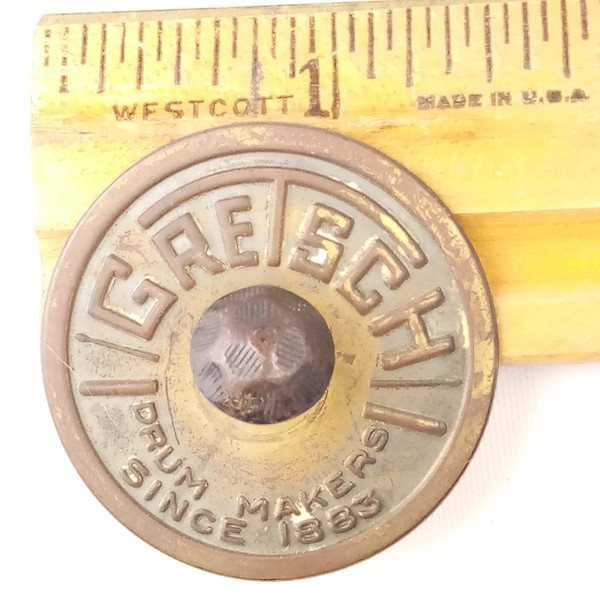 1
WESTCOTT MADE IN U.S.A
GRETSCH
DRUM MAKERS
SINCE 1883